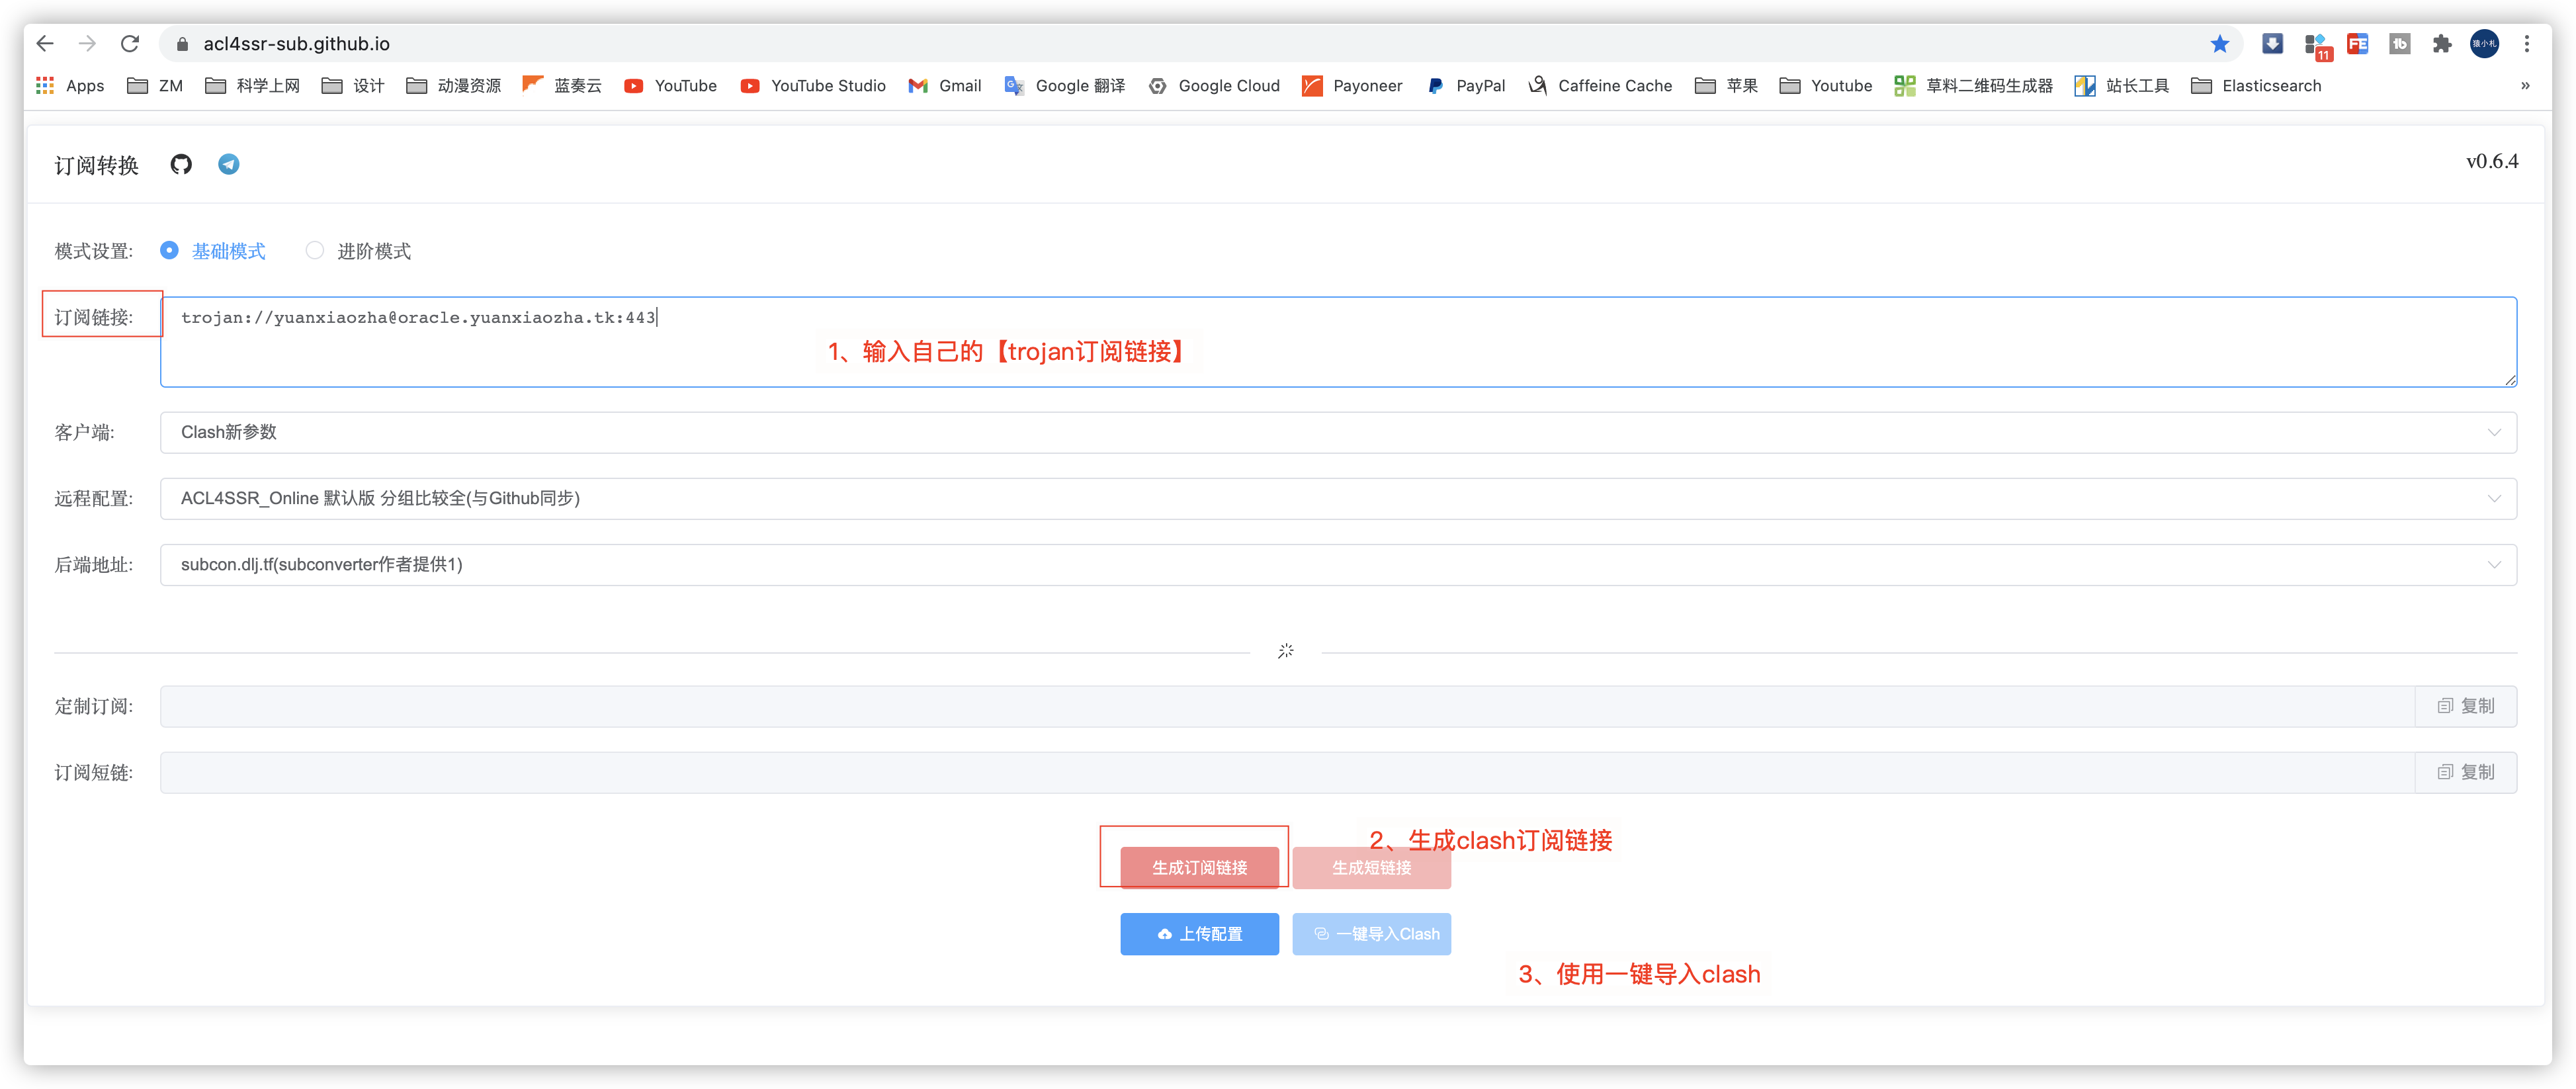 acl4ssr-sub.github.io
11 FE tb 猿小札
Apps ZM 科学上网 设计 动漫资源 蓝奏云 YouTube YouTube Studio Gmail Google 翻译 Google Cloud Payoneer PayPal Caffeine Cache 苹果 Youtube 草料二维码生成器 站长工具 Elasticsearch »
订阅转换 v0.6.4
模式设置: 基础模式 进阶模式
订阅链接: trojan://yuanxiaozha@oracle.yuanxiaozha.tk:443
1、输入自己的【trojan订阅链接】
客户端: Clash新参数
远程配置: ACL4SSR_Online 默认版 分组比较全(与Github同步)
后端地址: subcon.dlj.tf(subconverter作者提供1)
定制订阅: 复制
订阅短链: 复制
2、生成clash订阅链接
生成订阅链接 生成短链接
上传配置 一键导入Clash
3、使用一键导入clash